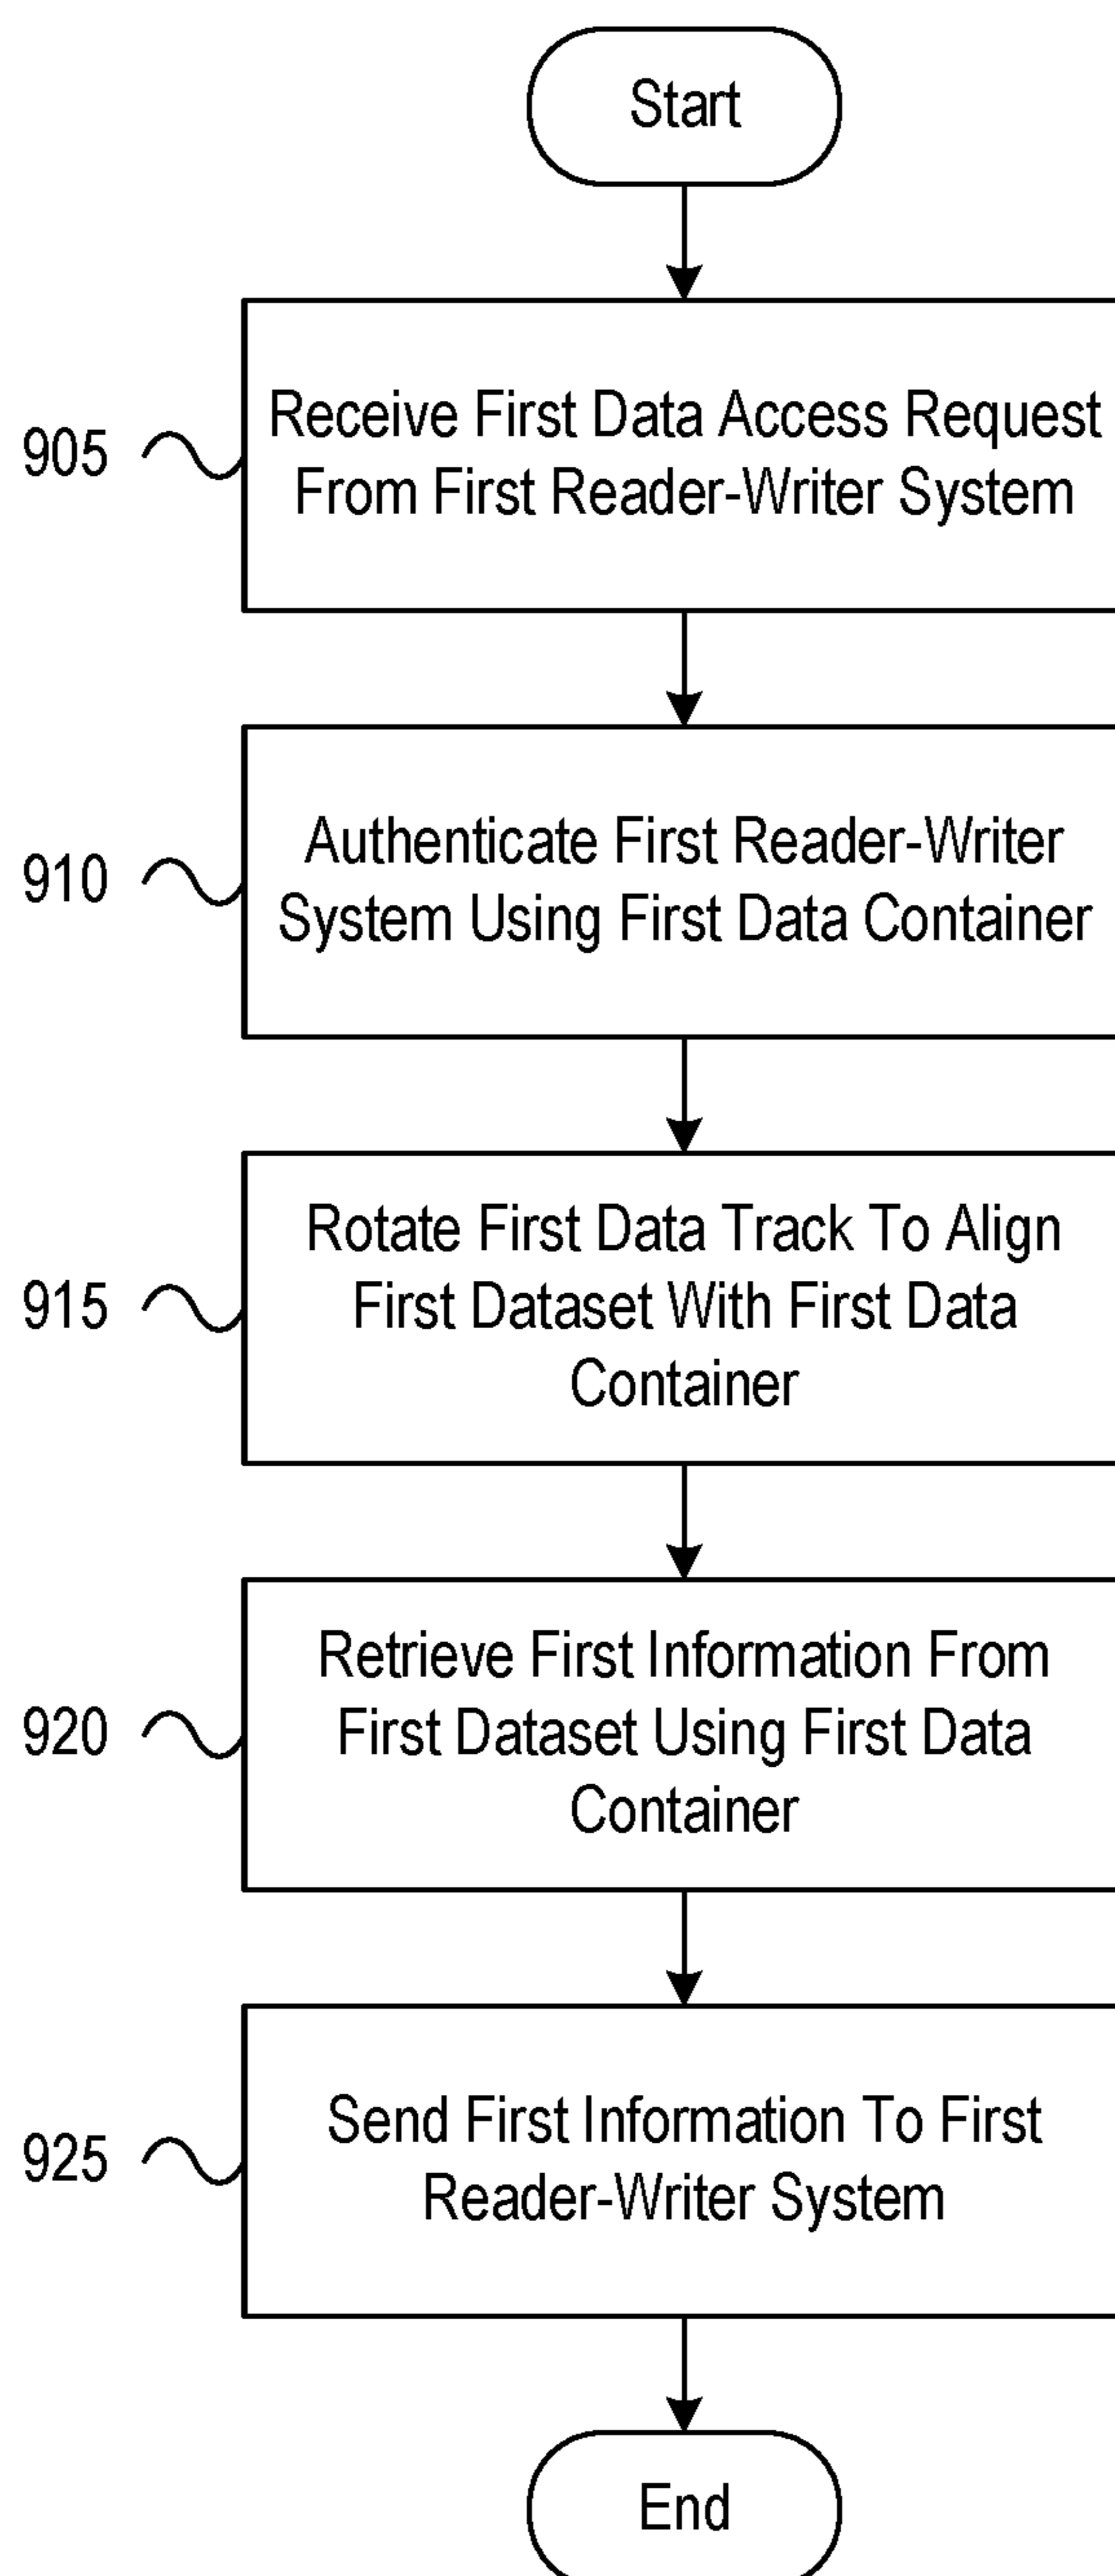 Start
905
Receive First Data Access Request
From First Reader-Writer System
910
Authenticate First Reader-Writer
System Using First Data Container
915
Rotate First Data Track To Align
First Dataset With First Data
Container
920
Retrieve First Information From
First Dataset Using First Data
Container
925
Send First Information To First
Reader-Writer System
End